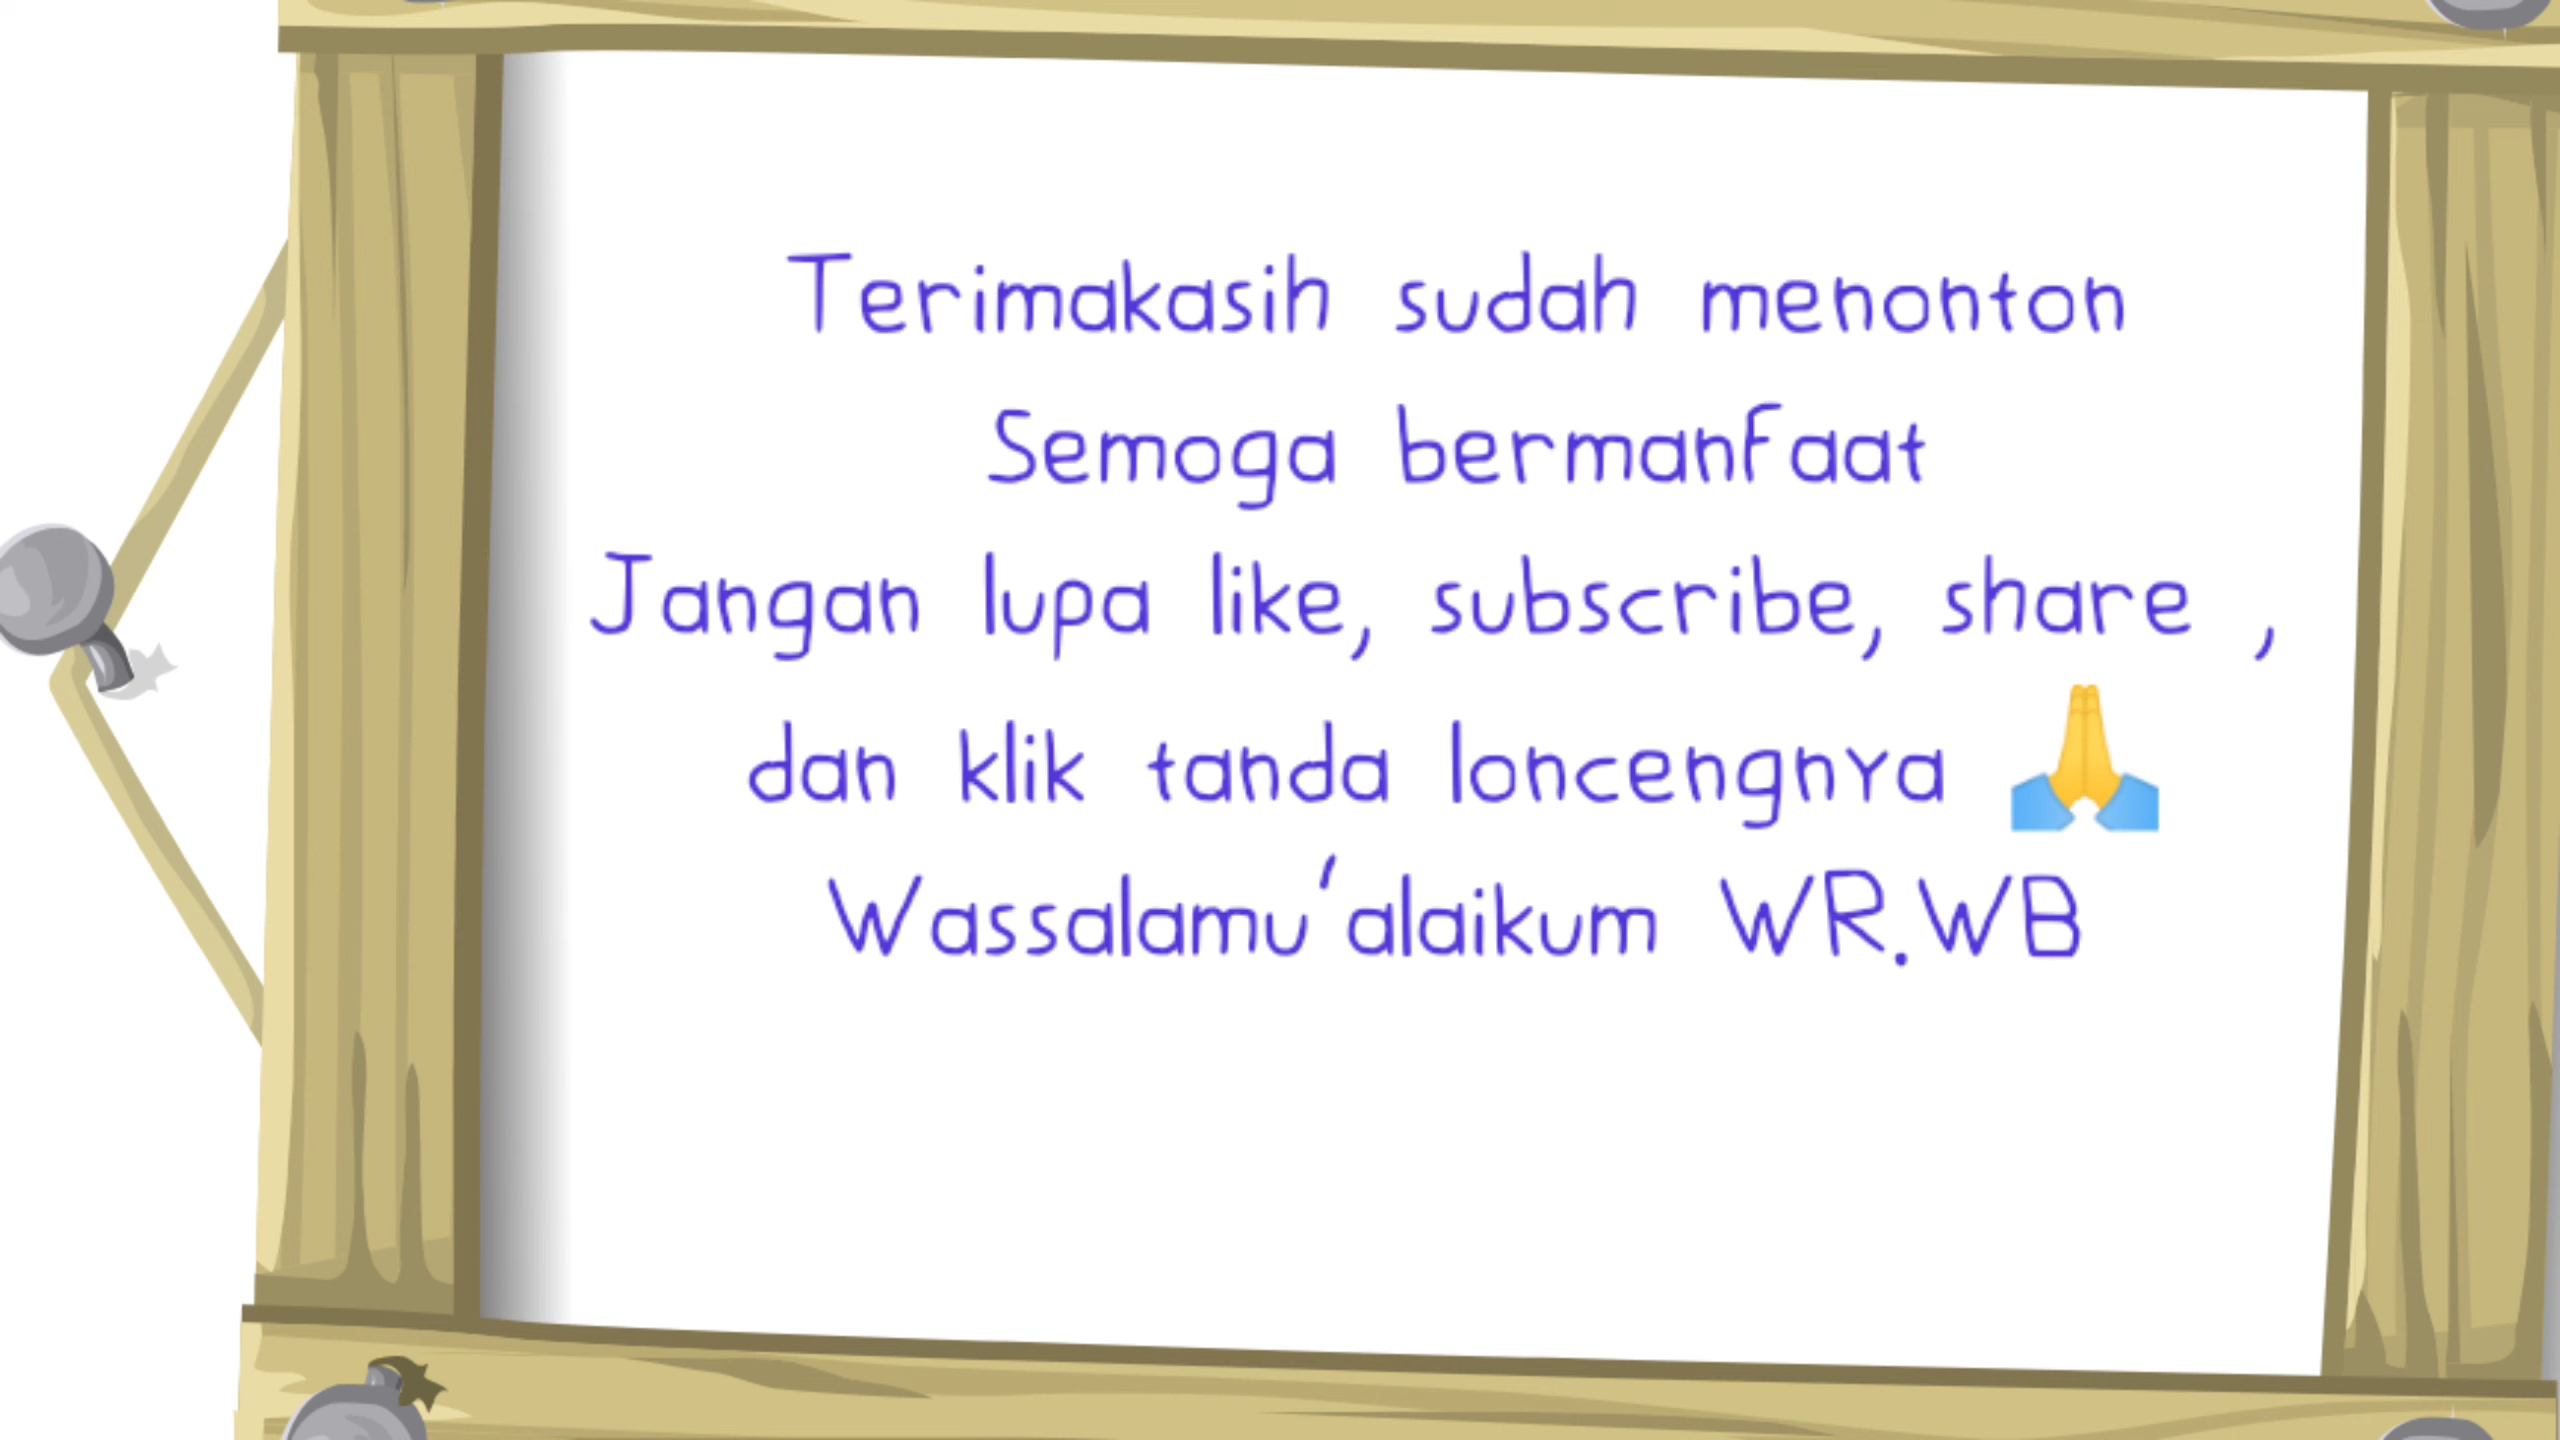 Terimakasih sudah menonton
Semoga bermanfaat
Jangan lupa like, subscribe, share ,
dan klik tanda loncengnya 🙏
Wassalamu'alaikum WR.WB